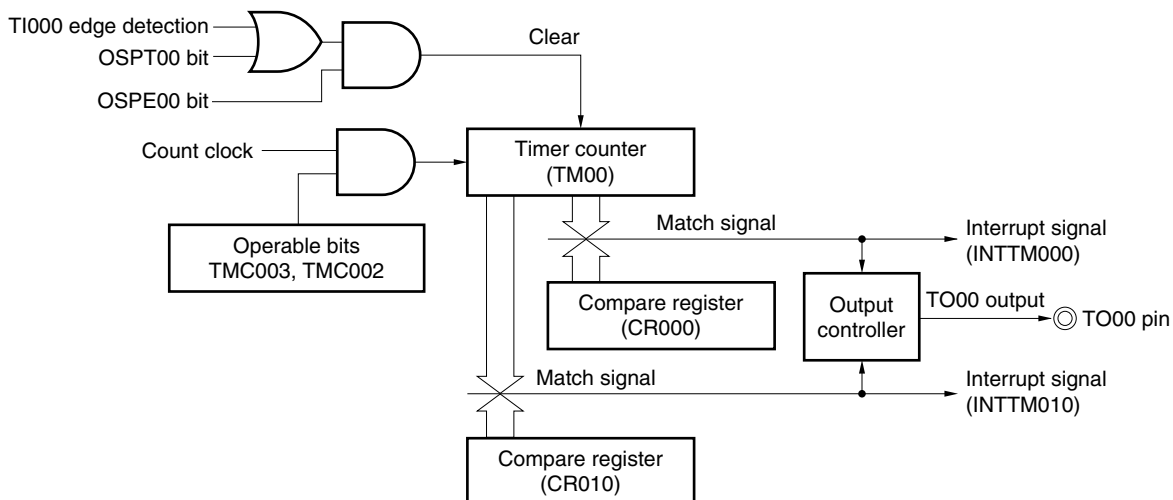 TI000 edge detection
OSPT00 bit
OSPE00 bit
Clear
Count clock
Timer counter
(TM00)
Operable bits
TMC003, TMC002
Match signal
Interrupt signal
(INTTM000)
Compare register
(CR000)
Output
controller
TO00 output
TO00 pin
Match signal
Interrupt signal
(INTTM010)
Compare register
(CR010)